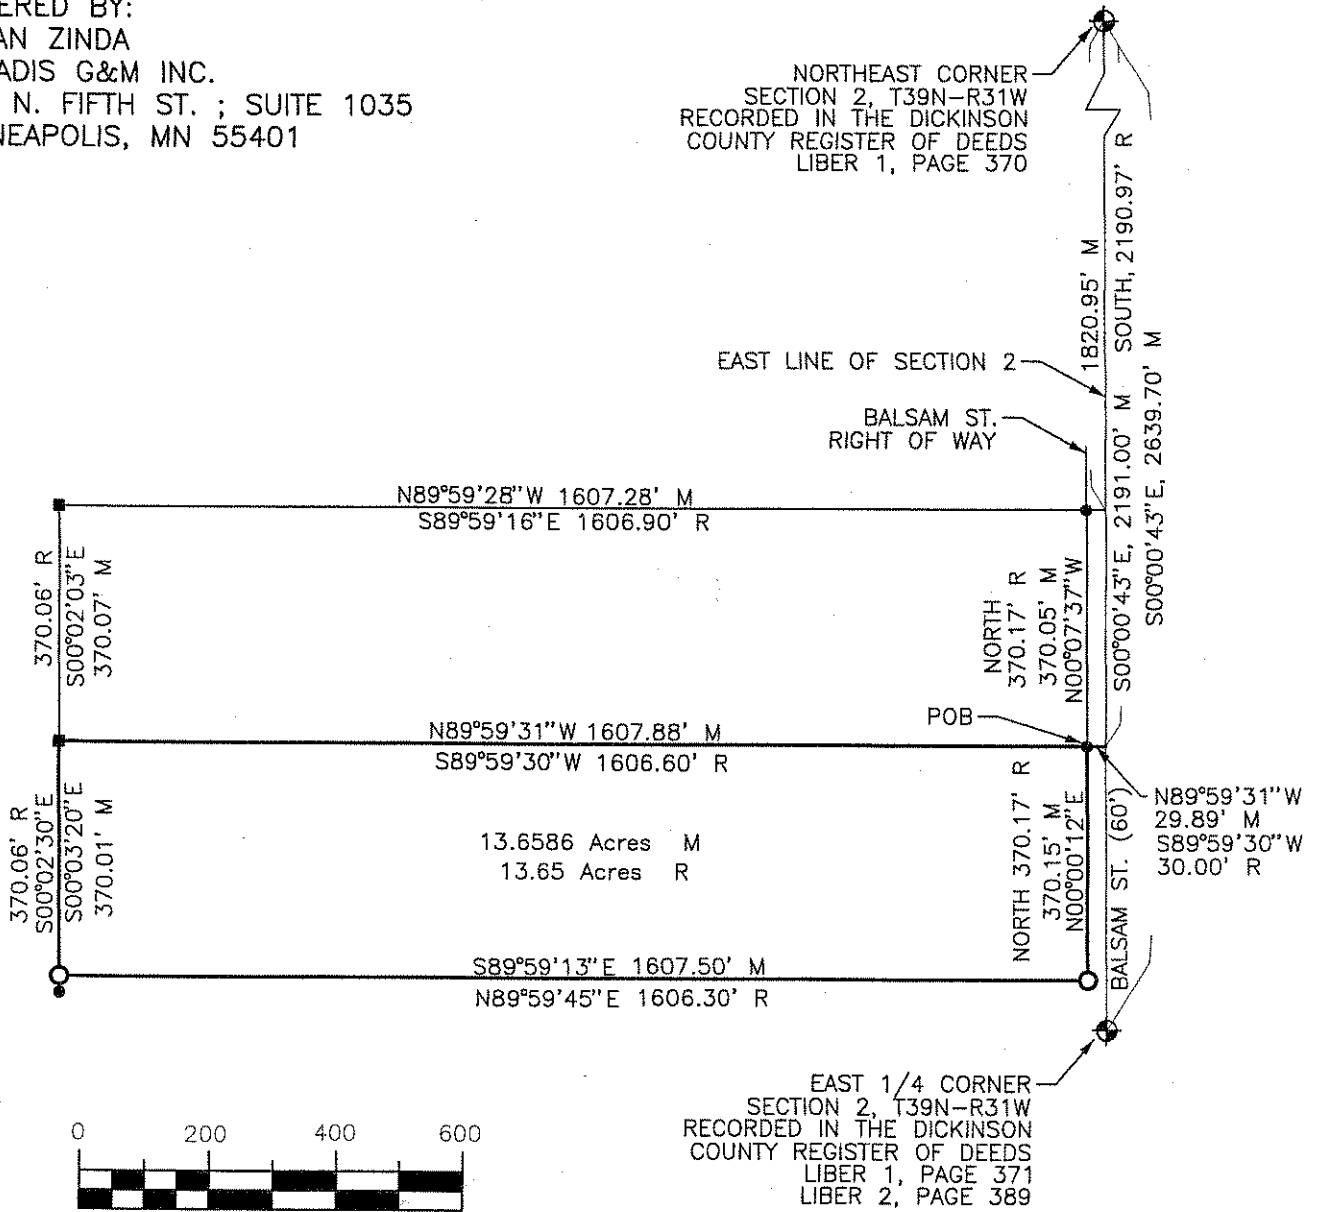 ERED BY:
AN ZINDA
ADIS G&M INC.
N. FIFTH ST. ; SUITE 1035
NEAPOLIS, MN 55401
NORTHEAST CORNER
SECTION 2, T39N-R31W
RECORDED IN THE DICKINSON
COUNTY REGISTER OF DEEDS
LIBER 1, PAGE 370
1820.95' M
SOUTH, 2190.97' R
S00°00'43"E, 2191.00' M
S00°00'43"E, 2639.70' M
EAST LINE OF SECTION 2
BALSAM ST.
RIGHT OF WAY
N89°59'28"W 1607.28' M
S89°59'16"E 1606.90' R
370.06' R
S00°02'03"E
370.07' M
NORTH
370.17' R
370.05' M
N00°07'37"W
POB
N89°59'31"W 1607.88' M
S89°59'30"W 1606.60' R
N89°59'31"W
29.89' M
S89°59'30"W
30.00' R
370.06' R
S00°02'30"E
S00°03'20"E
370.01' M
13.6586 Acres M
13.65 Acres R
NORTH 370.17' R
370.15' M
N00°00'12"E
BALSAM ST. (60')
S89°59'13"E 1607.50' M
N89°59'45"E 1606.30' R
EAST 1/4 CORNER
SECTION 2, T39N-R31W
RECORDED IN THE DICKINSON
COUNTY REGISTER OF DEEDS
LIBER 1, PAGE 371
LIBER 2, PAGE 389
0 200 400 600